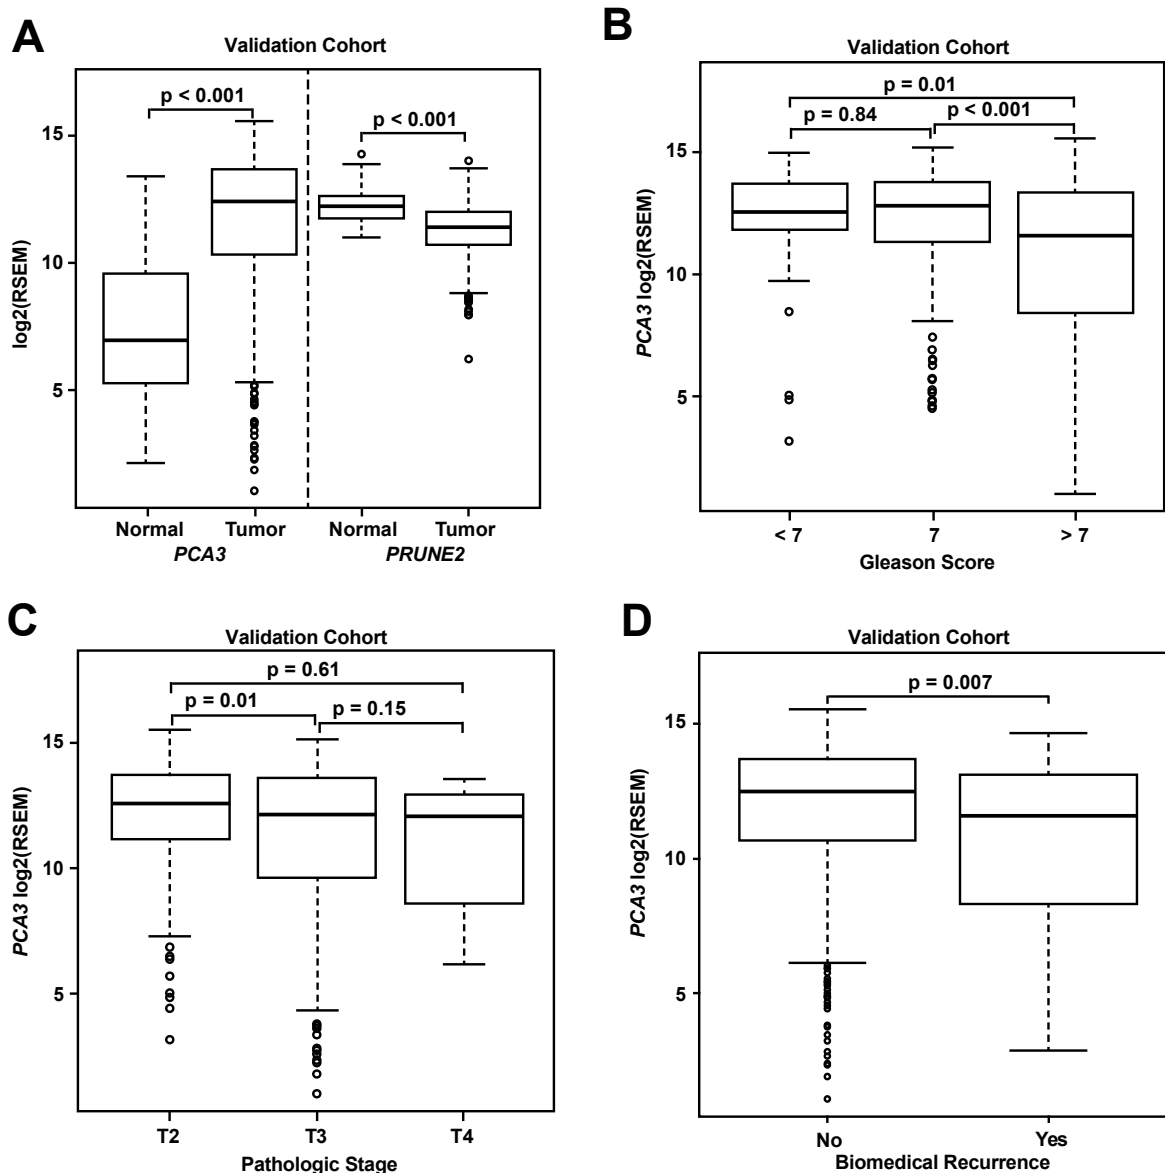 A
Validation Cohort
p < 0.001
p < 0.001
15
10
5
log2(RSEM)
Normal Tumor Normal Tumor
PCA3 PRUNE2
B
Validation Cohort
p = 0.01
p = 0.84 p < 0.001
15
10
5
PCA3 log2(RSEM)
< 7 7 > 7
Gleason Score
C
Validation Cohort
p = 0.61
p = 0.01 p = 0.15
15
10
5
PCA3 log2(RSEM)
T2 T3 T4
Pathologic Stage
D
Validation Cohort
p = 0.007
15
10
5
PCA3 log2(RSEM)
No Yes
Biomedical Recurrence